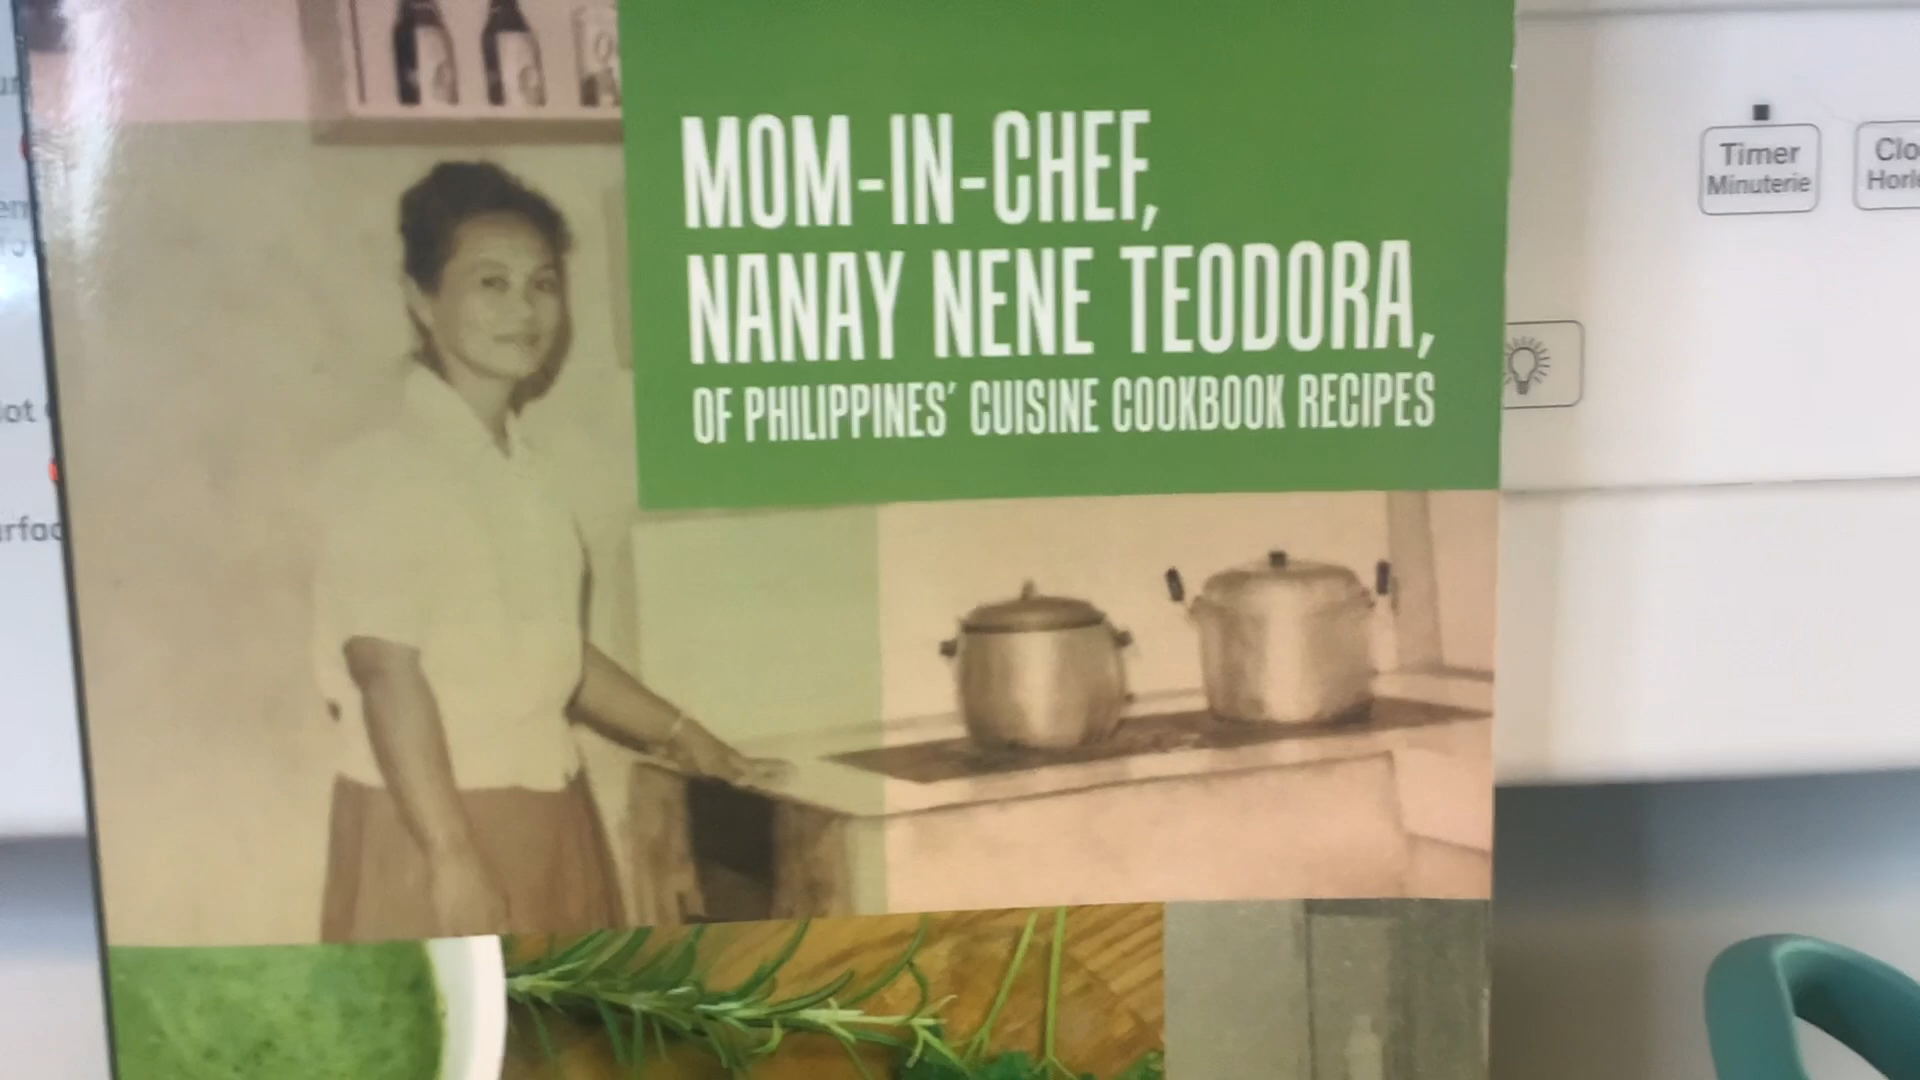 MOM-IN-CHEF,
NANAY NENE TEODORA,
OF PHILIPPINES' CUISINE COOKBOOK RECIPES
Timer
Minuterie